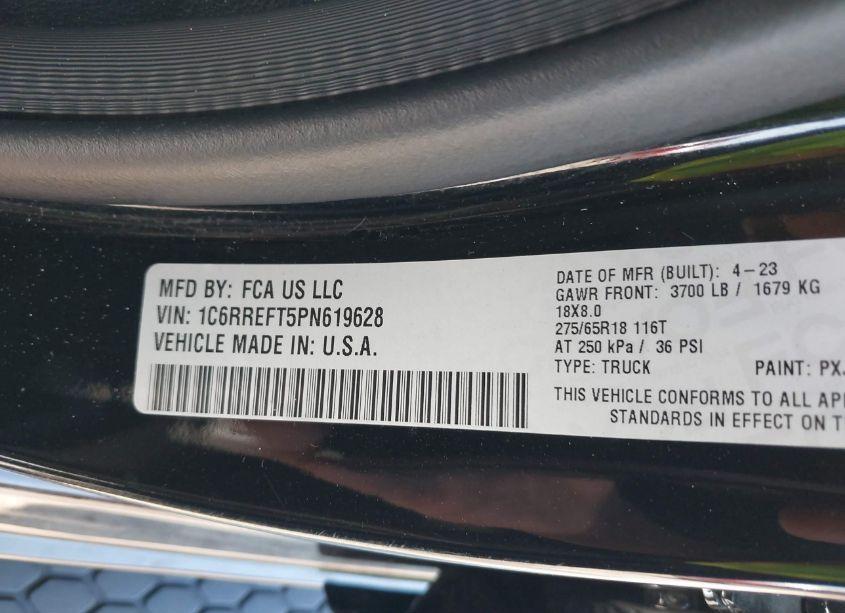 MFD BY: FCA US LLC
VIN: 1C6RREFT5PN619628
VEHICLE MADE IN: U.S.A.
DATE OF MFR (BUILT): 4-23
GAWR FRONT: 3700 LB / 1679 KG
18X8.0
275/65R18 116T
AT 250 kPa / 36 PSI
TYPE: TRUCK PAINT:
THIS VEHICLE CONFORMS TO ALL
STANDARDS IN EFFECT ON